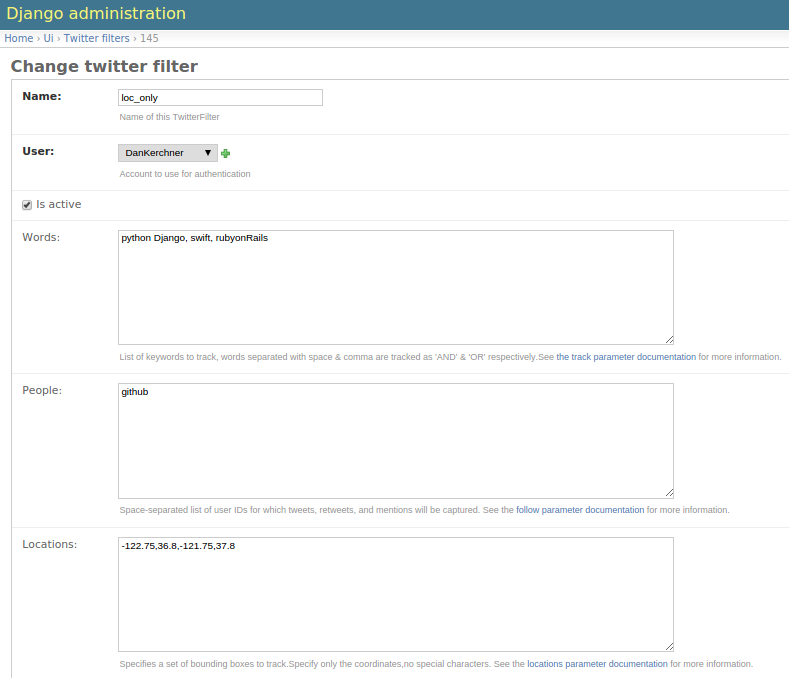 Django administration
Home › Ui › Twitter filters › 145
Change twitter filter
Name: loc_only
Name of this TwitterFilter
User: DanKerchner ▼
Account to use for authentication
Is active
Words: python Django, swift, rubyonRails
List of keywords to track, words separated with space & comma are tracked as 'AND' & 'OR' respectively.See the track parameter documentation for more information.
People: github
Space-separated list of user IDs for which tweets, retweets, and mentions will be captured. See the follow parameter documentation for more information.
Locations: -122.75,36.8,-121.75,37.8
Specifies a set of bounding boxes to track.Specify only the coordinates,no special characters. See the locations parameter documentation for more information.